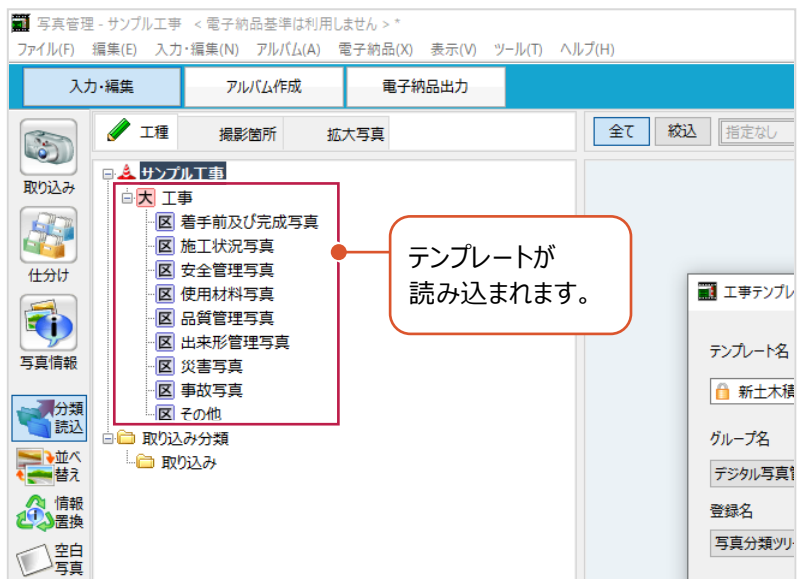 写真管理 - サンプル工事 < 電子納品基準は利用しません > *
ファイル(F) 編集(E) 入力・編集(N) アルバム(A) 電子納品(X) 表示(V) ツール(T) ヘルプ(H)
入力・編集 アルバム作成 電子納品出力
工種 撮影箇所 拡大写真 全て 絞込 指定なし
取り込み
仕分け
写真情報
分類
読込
並べ
替え
情報
置換
空白
写真
サンプル工事
大 工事
区 着手前及び完成写真
区 施工状況写真
区 安全管理写真
区 使用材料写真
区 品質管理写真
区 出来形管理写真
区 災害写真
区 事故写真
区 その他
取り込み分類
取り込み
テンプレートが
読み込まれます。
工事テンプレ
テンプレート名
新土木積
グループ名
デジタル写真
登録名
写真分類ツリー